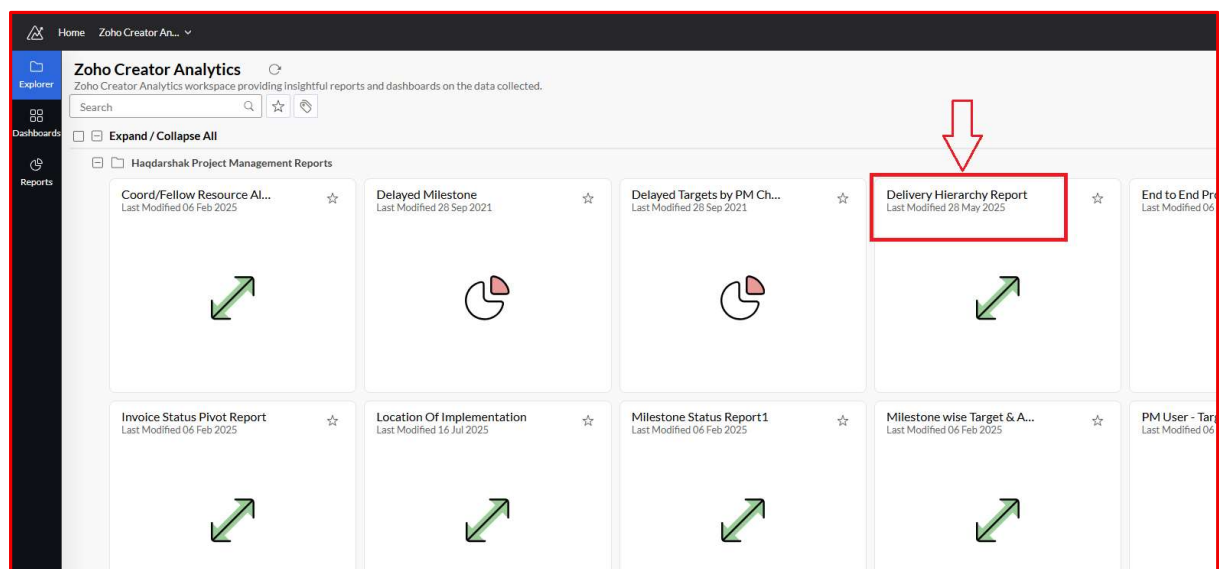 Home Zoho Creator An...
Explorer
Dashboards
Reports
Zoho Creator Analytics
Zoho Creator Analytics workspace providing insightful reports and dashboards on the data collected.
Search
Expand / Collapse All
Haqdarshak Project Management Reports
Coord/Fellow Resource Al...
Last Modified 06 Feb 2025
Delayed Milestone
Last Modified 28 Sep 2021
Delayed Targets by PM Ch...
Last Modified 28 Sep 2021
Delivery Hierarchy Report
Last Modified 28 May 2025
End to End Pro
Last Modified 06
Invoice Status Pivot Report
Last Modified 06 Feb 2025
Location Of Implementation
Last Modified 16 Jul 2025
Milestone Status Report1
Last Modified 06 Feb 2025
Milestone wise Target & A...
Last Modified 06 Feb 2025
PM User - Targ
Last Modified 06